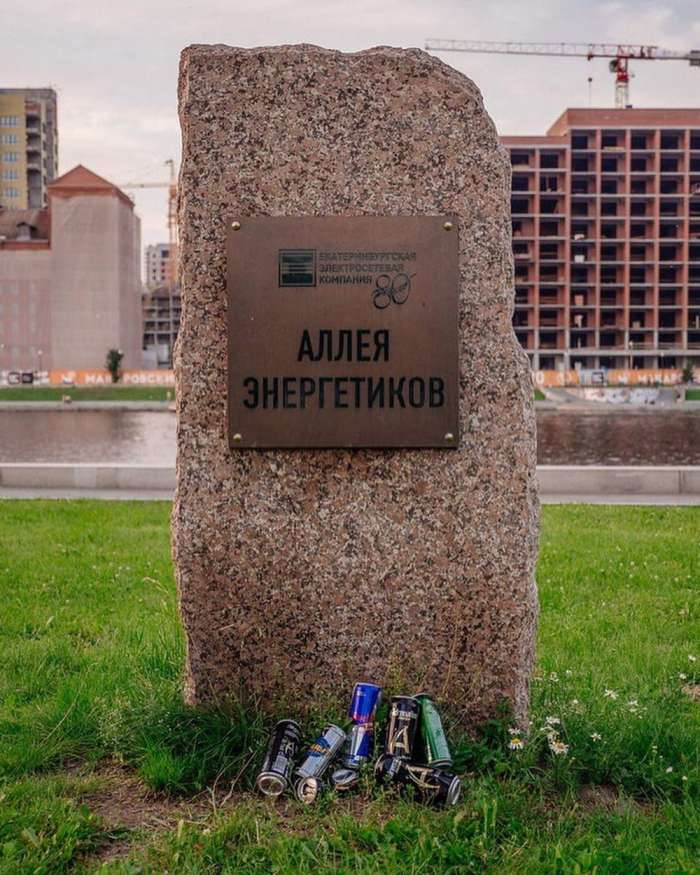 ЕКАТЕРИНБУРГСКАЯ
ЭЛЕКТРОСЕТЕВАЯ
КОМПАНИЯ
80
АЛЛЕЯ
ЭНЕРГЕТИКОВ